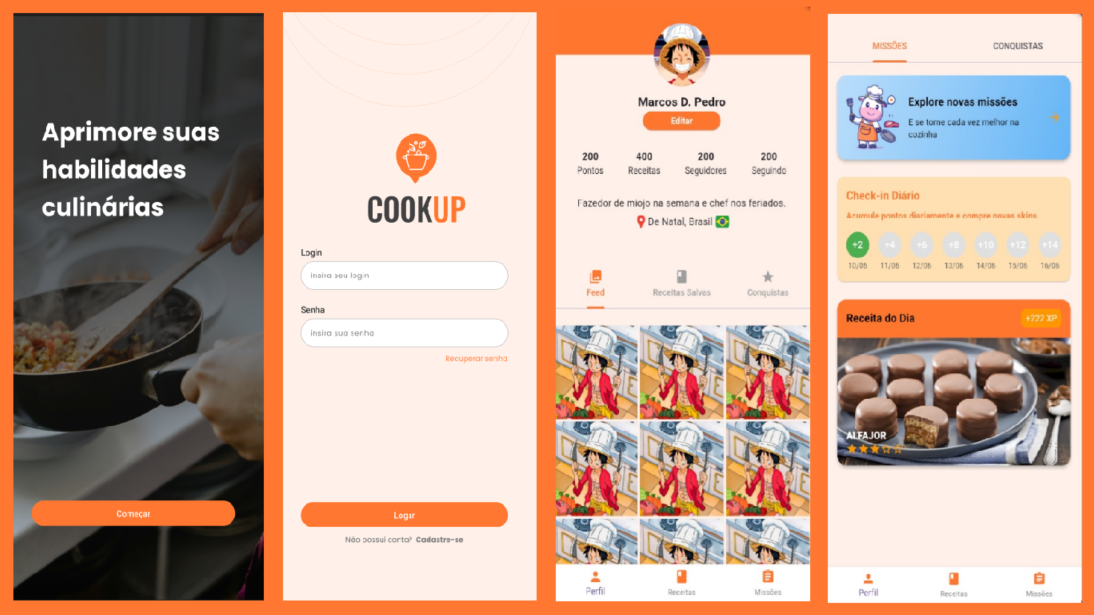 Aprimore suas
habilidades
culinárias
Começar
COOKUP
Login
insira seu login
Senha
insira sua senha
Recuperar senha
Logar
Não possui conta? Cadastre-se
Marcos D. Pedro
Editar
200 400 200 200
Pontos Receitas Seguidores Seguindo
Fazedor de miojo na semana e chef nos feriados.
De Natal, Brasil
Feed Receitas Salvas Conquistas
Perfil Receitas Missões
MISSÕES CONQUISTAS
Explore novas missões
E se torne cada vez melhor na
cozinha
Check-in Diário
Acumule pontos diariamente e compre novas skins
+2 +4 +6 +8 +10 +12 +14
10/06 11/06 12/06 13/06 14/06 15/06 16/06
Receita do Dia +222 XP
ALFAJOR
Perfil Receitas Missões